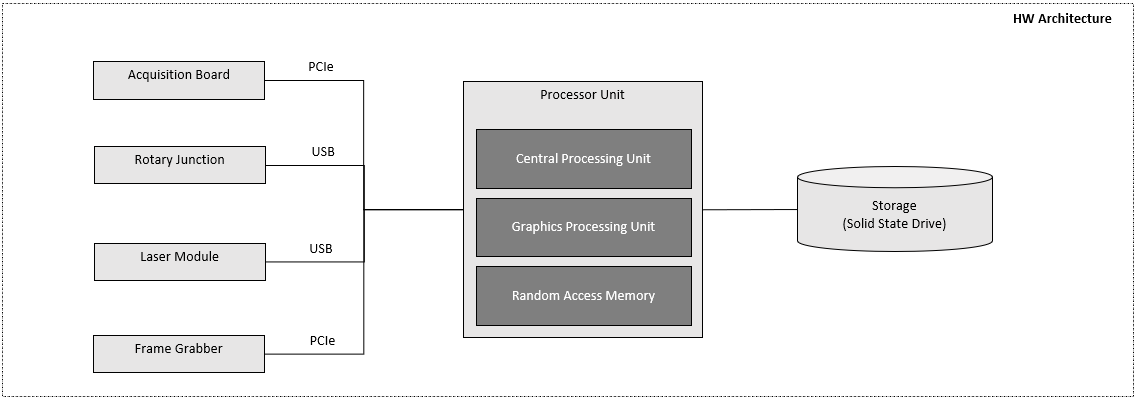 HW Architecture
Acquisition Board
PCIe
Rotary Junction
USB
Laser Module
USB
Frame Grabber
PCIe
Processor Unit
Central Processing Unit
Graphics Processing Unit
Random Access Memory
Storage
(Solid State Drive)